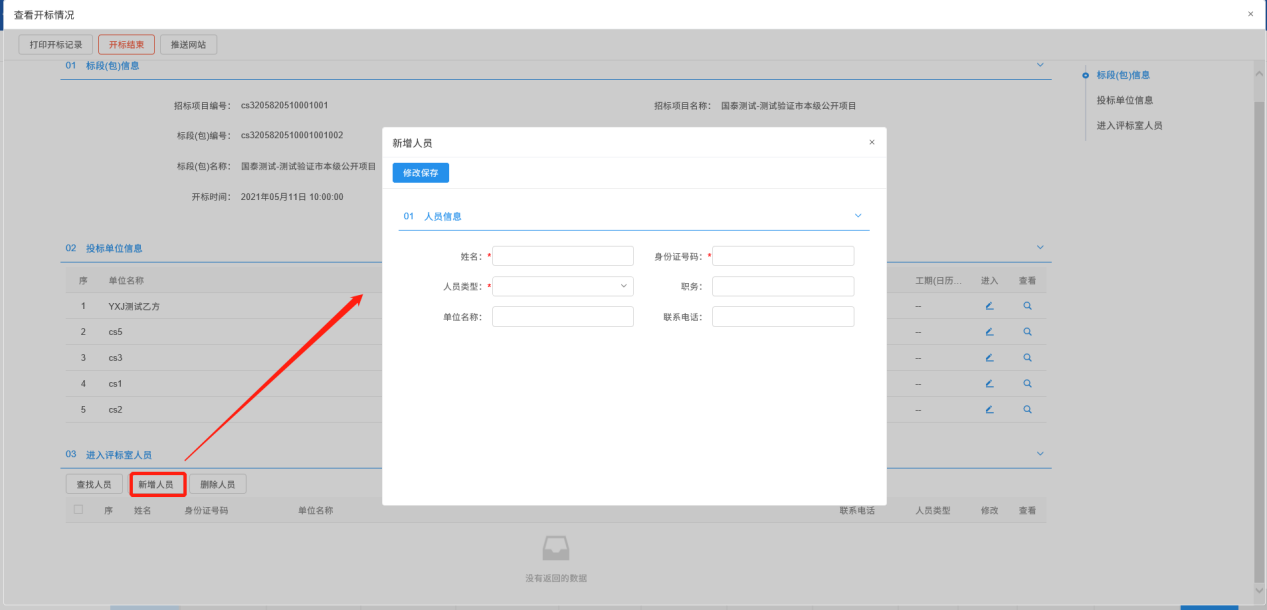 查看开标情况
×
打印开标记录 开标结束 推送网站
01 标段(包)信息
招标项目编号： cs3205820510001001 招标项目名称： 国泰测试-测试验证市本级公开项目
标段(包)编号： cs3205820510001001002
标段(包)名称： 国泰测试-测试验证市本级公开项目
开标时间： 2021年05月11日 10:00:00
02 投标单位信息
序 单位名称 工期(日历... 进入 查看
1 YXJ测试乙方 --
2 cs5 --
3 cs3 --
4 cs1 --
5 cs2 --
03 进入评标室人员
查找人员 新增人员 删除人员
序 姓名 身份证号码 单位名称 联系电话 人员类型 修改 查看
没有返回的数据
新增人员
×
修改保存
01 人员信息
姓名：* 身份证号码：*
人员类型：* 职务：
单位名称： 联系电话：
标段(包)信息
投标单位信息
进入评标室人员